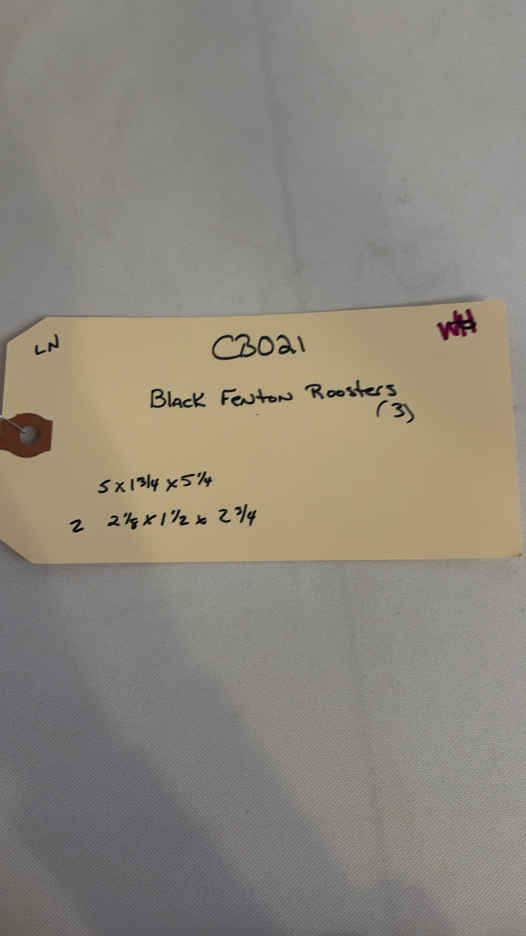 LN
CB021
WH
Black Fenton Roosters
(3)
5 x 1 3/4 x 5 1/4
2 2 1/8 x 1 1/2 x 2 3/4